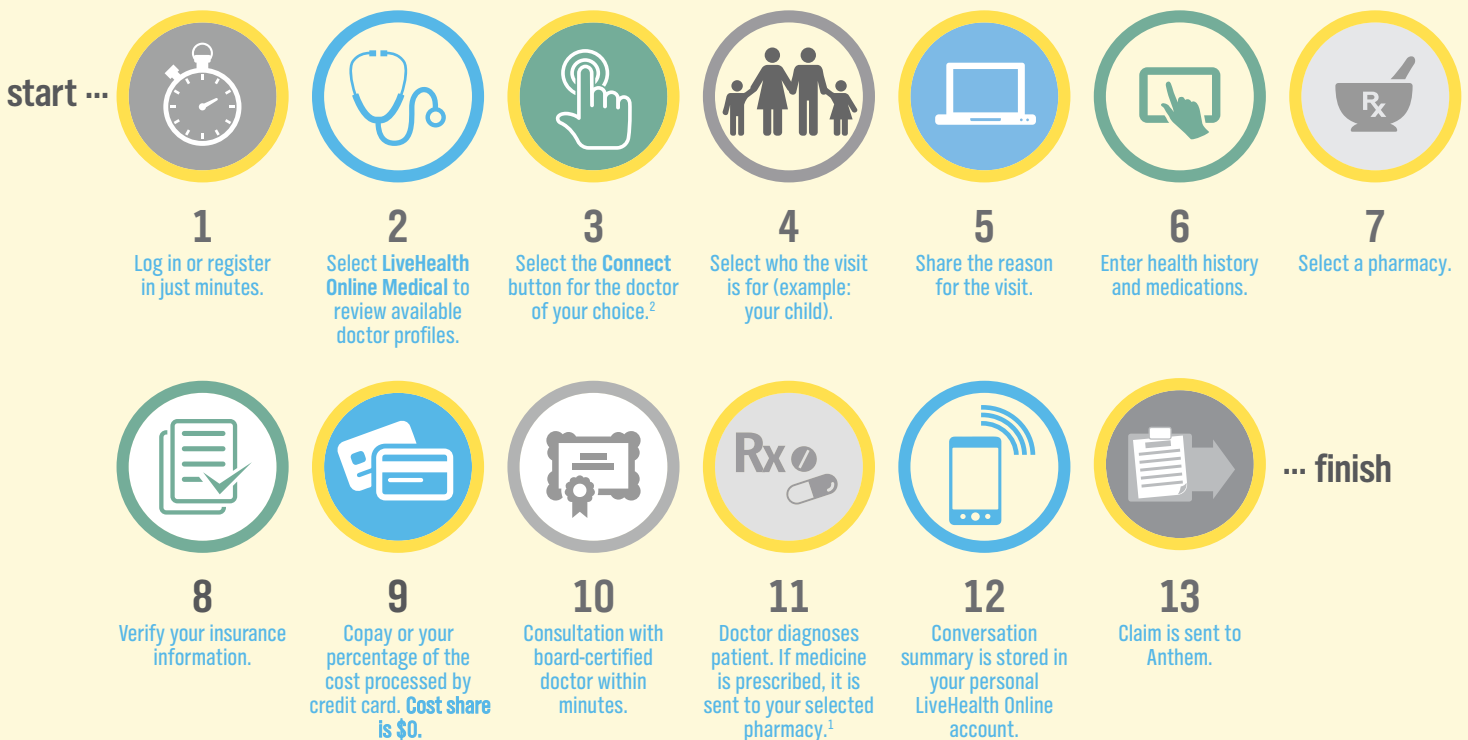 start ...
Rx
1
Log in or register
in just minutes.
2
Select LiveHealth
Online Medical to
review available
doctor profiles.
3
Select the Connect
button for the doctor
of your choice.2
4
Select who the visit
is for (example:
your child).
5
Share the reason
for the visit.
6
Enter health history
and medications.
7
Select a pharmacy.
Rx
... finish
8
Verify your insurance
information.
9
Copay or your
percentage of the
cost processed by
credit card. Cost share
is $0.
10
Consultation with
board-certified
doctor within
minutes.
11
Doctor diagnoses
patient. If medicine
is prescribed, it is
sent to your selected
pharmacy.1
12
Conversation
summary is stored in
your personal
LiveHealth Online
account.
13
Claim is sent to
Anthem.